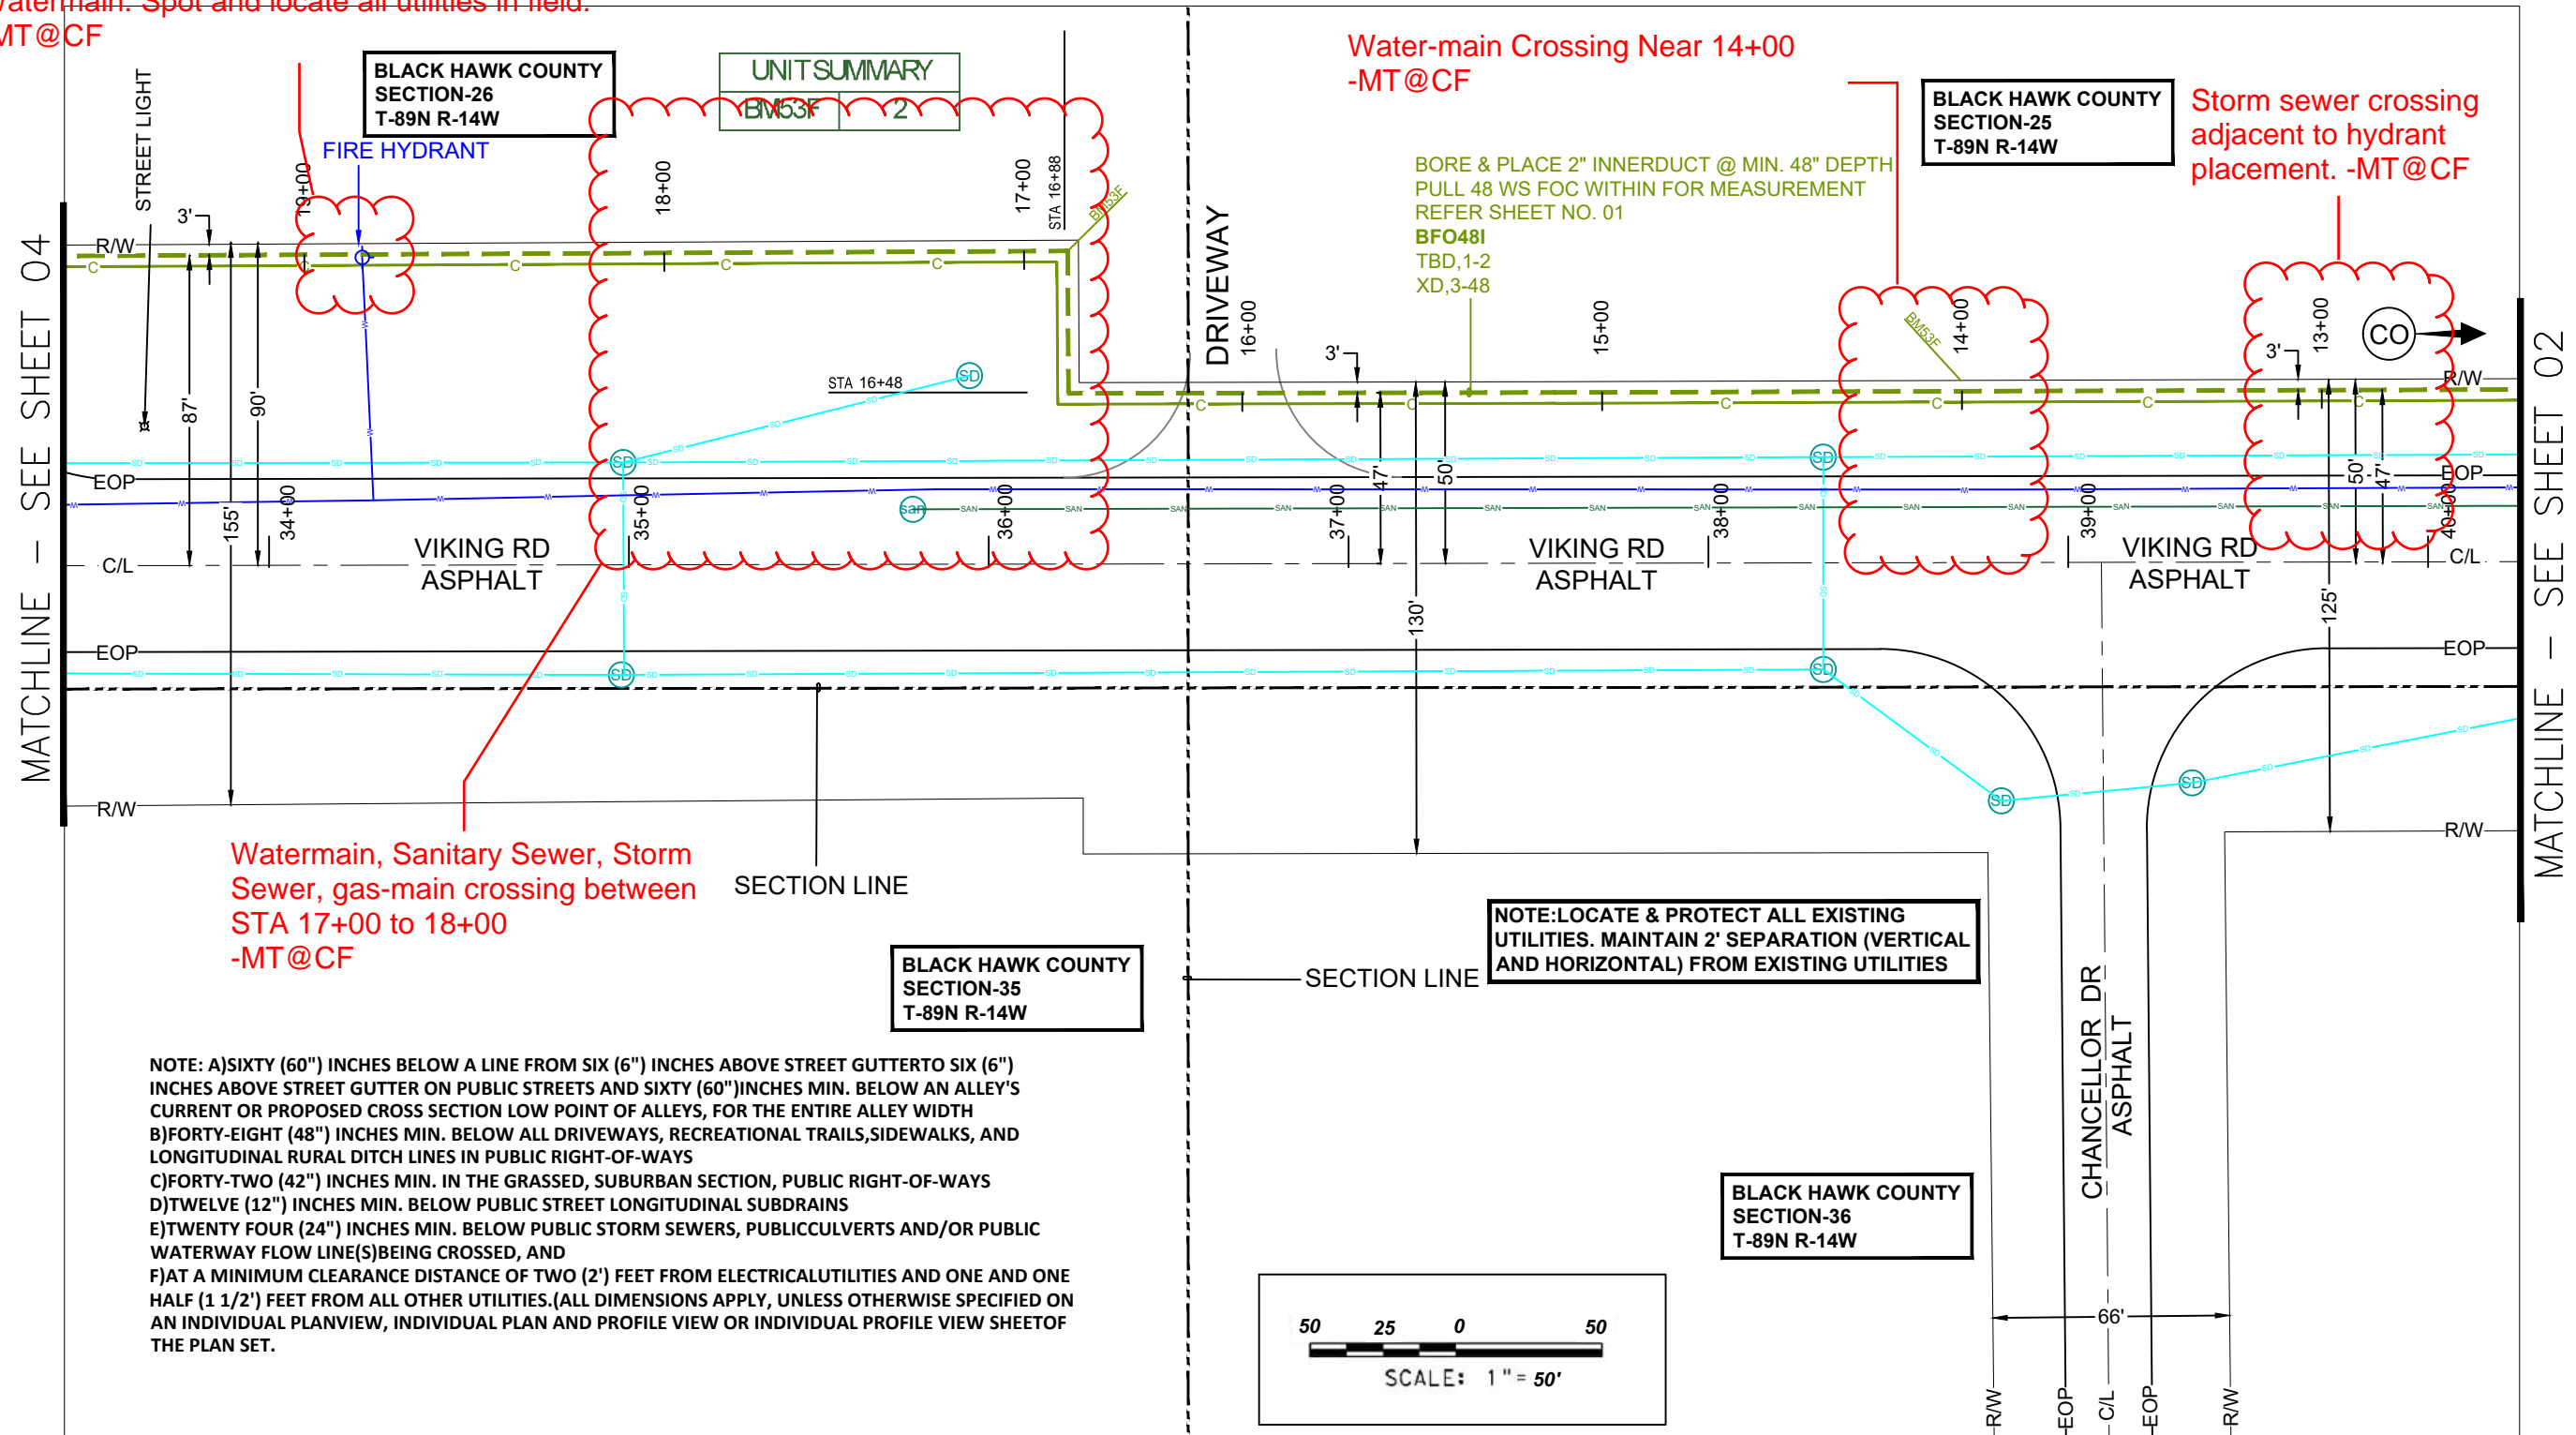 Watermain. Spot and locate all utilities in field.
MT@CF
STREET LIGHT
BLACK HAWK COUNTY
SECTION-26
T-89N R-14W
FIRE HYDRANT
UNIT SUMMARY
BM53F 2
Water-main Crossing Near 14+00
-MT@CF
BLACK HAWK COUNTY
SECTION-25
T-89N R-14W
Storm sewer crossing
adjacent to hydrant
placement. -MT@CF
BORE & PLACE 2" INNERDUCT @ MIN. 48" DEPTH
PULL 48 WS FOC WITHIN FOR MEASUREMENT
REFER SHEET NO. 01
BFO48I
TBD,1-2
XD,3-48
19+00
18+00
17+00
STA 16+88
BM53F
DRIVEWAY
16+00
15+00
BM53F
14+00
13+00
CO
MATCHLINE - SEE SHEET 04
MATCHLINE - SEE SHEET 02
R/W
3'
C
C
C
C
87'
90'
155'
STA 16+48
SD
3'
47'
50'
130'
3'
R/W
50'
47'
125'
C
C
C
C
C
C
SD
SD
EOP
EOP
W
SAN
san
34+00
35+00
36+00
37+00
38+00
39+00
40+00
C/L
VIKING RD
ASPHALT
VIKING RD
ASPHALT
VIKING RD
ASPHALT
C/L
EOP
EOP
SD
SD
SD
SD
R/W
R/W
Watermain, Sanitary Sewer, Storm
Sewer, gas-main crossing between
STA 17+00 to 18+00
-MT@CF
SECTION LINE
BLACK HAWK COUNTY
SECTION-35
T-89N R-14W
SECTION LINE
NOTE:LOCATE & PROTECT ALL EXISTING
UTILITIES. MAINTAIN 2' SEPARATION (VERTICAL
AND HORIZONTAL) FROM EXISTING UTILITIES
NOTE: A)SIXTY (60") INCHES BELOW A LINE FROM SIX (6") INCHES ABOVE STREET GUTTERTO SIX (6")
INCHES ABOVE STREET GUTTER ON PUBLIC STREETS AND SIXTY (60")INCHES MIN. BELOW AN ALLEY'S
CURRENT OR PROPOSED CROSS SECTION LOW POINT OF ALLEYS, FOR THE ENTIRE ALLEY WIDTH
B)FORTY-EIGHT (48") INCHES MIN. BELOW ALL DRIVEWAYS, RECREATIONAL TRAILS,SIDEWALKS, AND
LONGITUDINAL RURAL DITCH LINES IN PUBLIC RIGHT-OF-WAYS
C)FORTY-TWO (42") INCHES MIN. IN THE GRASSED, SUBURBAN SECTION, PUBLIC RIGHT-OF-WAYS
D)TWELVE (12") INCHES MIN. BELOW PUBLIC STREET LONGITUDINAL SUBDRAINS
E)TWENTY FOUR (24") INCHES MIN. BELOW PUBLIC STORM SEWERS, PUBLICCULVERTS AND/OR PUBLIC
WATERWAY FLOW LINE(S)BEING CROSSED, AND
F)AT A MINIMUM CLEARANCE DISTANCE OF TWO (2') FEET FROM ELECTRICALUTILITIES AND ONE AND ONE
HALF (1 1/2') FEET FROM ALL OTHER UTILITIES.(ALL DIMENSIONS APPLY, UNLESS OTHERWISE SPECIFIED ON
AN INDIVIDUAL PLANVIEW, INDIVIDUAL PLAN AND PROFILE VIEW OR INDIVIDUAL PROFILE VIEW SHEETOF
THE PLAN SET.
CHANCELLOR DR
ASPHALT
BLACK HAWK COUNTY
SECTION-36
T-89N R-14W
50 25 0 50
SCALE: 1"= 50'
66'
R/W
EOP
C/L
EOP
R/W